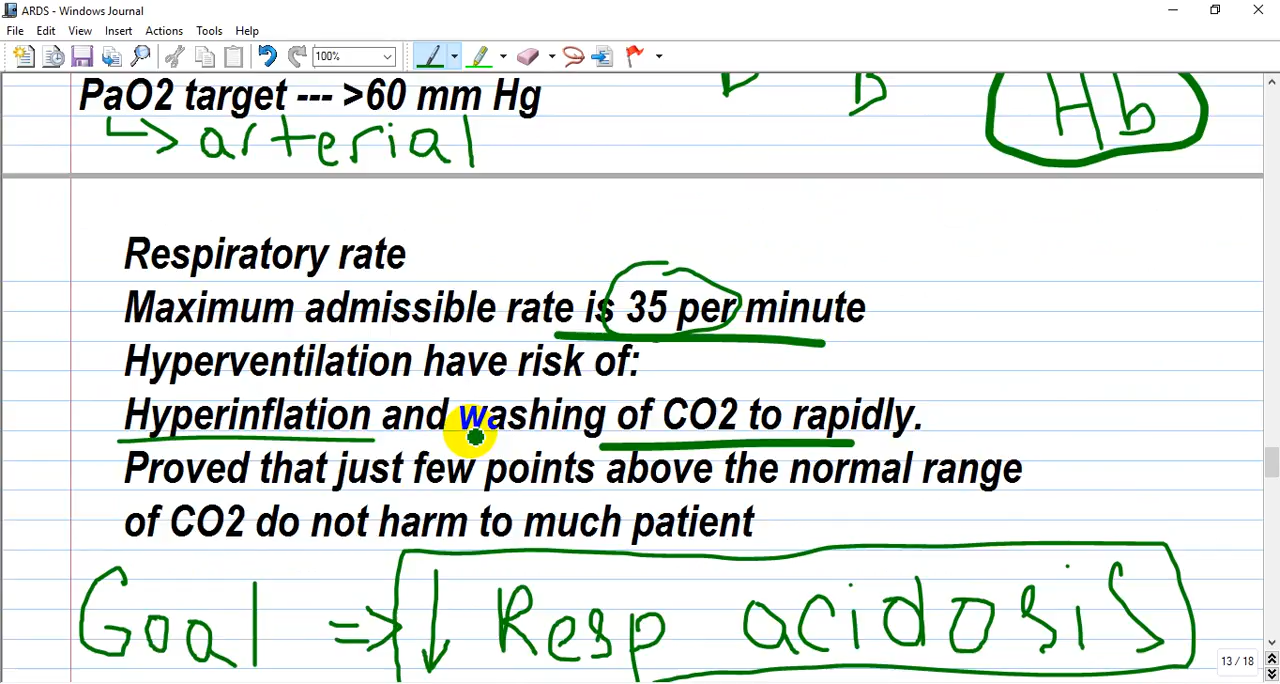 ARDS - Windows Journal
File Edit View Insert Actions Tools Help
100%
PaO2 target --- >60 mm Hg
arterial
Hb
Respiratory rate
Maximum admissible rate is 35 per minute
Hyperventilation have risk of:
Hyperinflation and washing of CO2 to rapidly.
Proved that just few points above the normal range
of CO2 do not harm to much patient
Goal => ↓ Resp acidosis
13 / 18